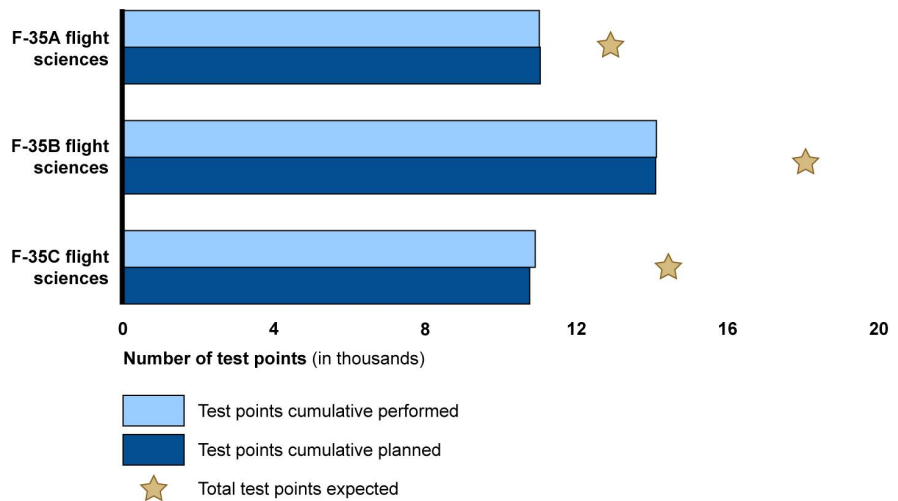 F-35A flight
sciences
F-35B flight
sciences
F-35C flight
sciences
0 4 8 12 16 20
Number of test points (in thousands)
Test points cumulative performed
Test points cumulative planned
Total test points expected